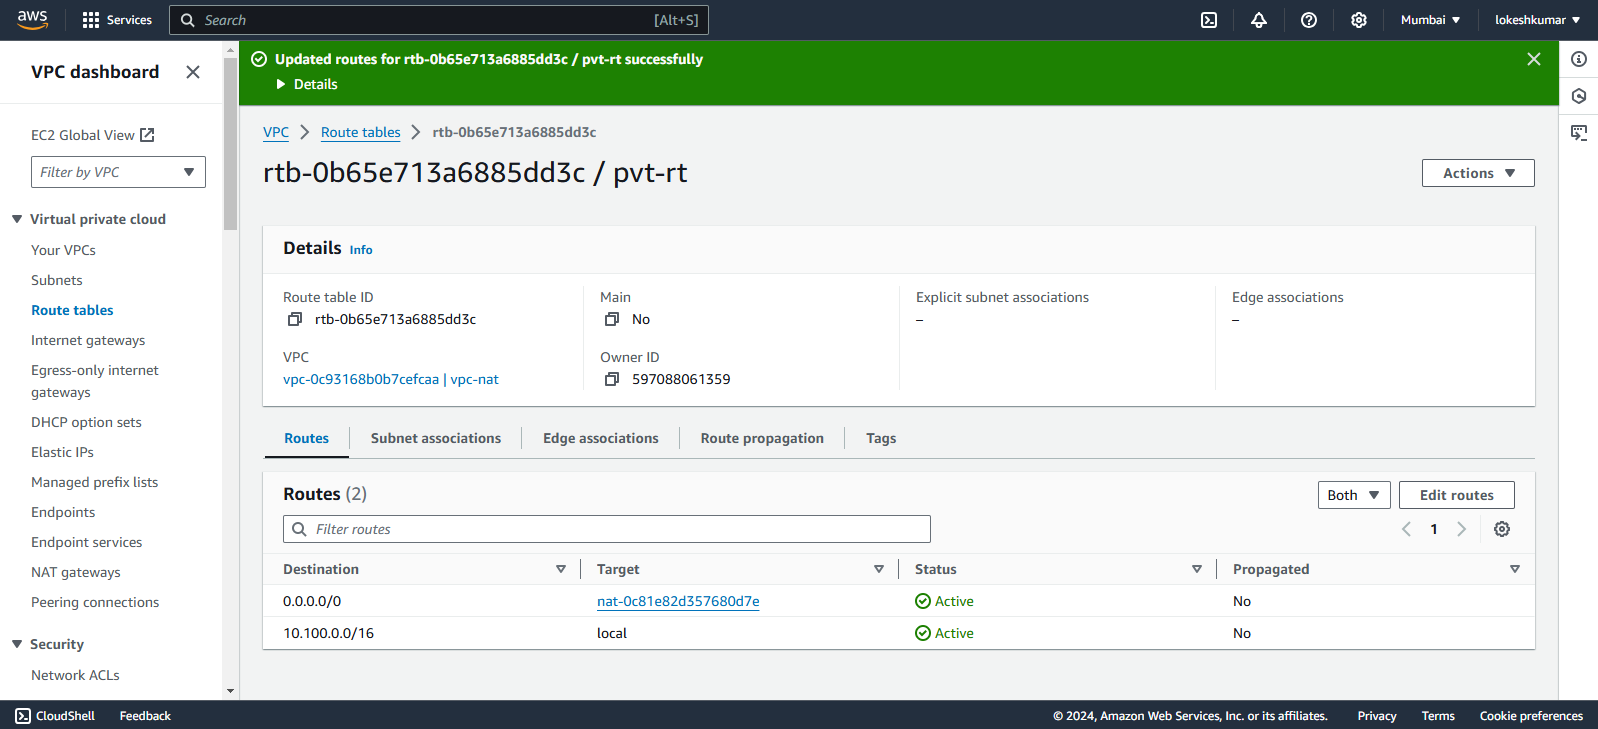 aws
Services
Search
[Alt+S]
Mumbai
lokeshkumar
VPC dashboard
EC2 Global View
Filter by VPC
Virtual private cloud
Your VPCs
Subnets
Route tables
Internet gateways
Egress-only internet
gateways
DHCP option sets
Elastic IPs
Managed prefix lists
Endpoints
Endpoint services
NAT gateways
Peering connections
Security
Network ACLs
Updated routes for rtb-0b65e713a6885dd3c / pvt-rt successfully
Details
VPC
Route tables
rtb-0b65e713a6885dd3c
rtb-0b65e713a6885dd3c / pvt-rt
Actions
Details Info
Route table ID
rtb-0b65e713a6885dd3c
Main
No
Explicit subnet associations
–
Edge associations
–
VPC
vpc-0c93168b0b7cefcaa | vpc-nat
Owner ID
597088061359
Routes
Subnet associations
Edge associations
Route propagation
Tags
Routes (2)
Both
Edit routes
Filter routes
1
Destination Target Status Propagated
0.0.0.0/0 nat-0c81e82d357680d7e Active No
10.100.0.0/16 local Active No
CloudShell
Feedback
© 2024, Amazon Web Services, Inc. or its affiliates.
Privacy
Terms
Cookie preferences